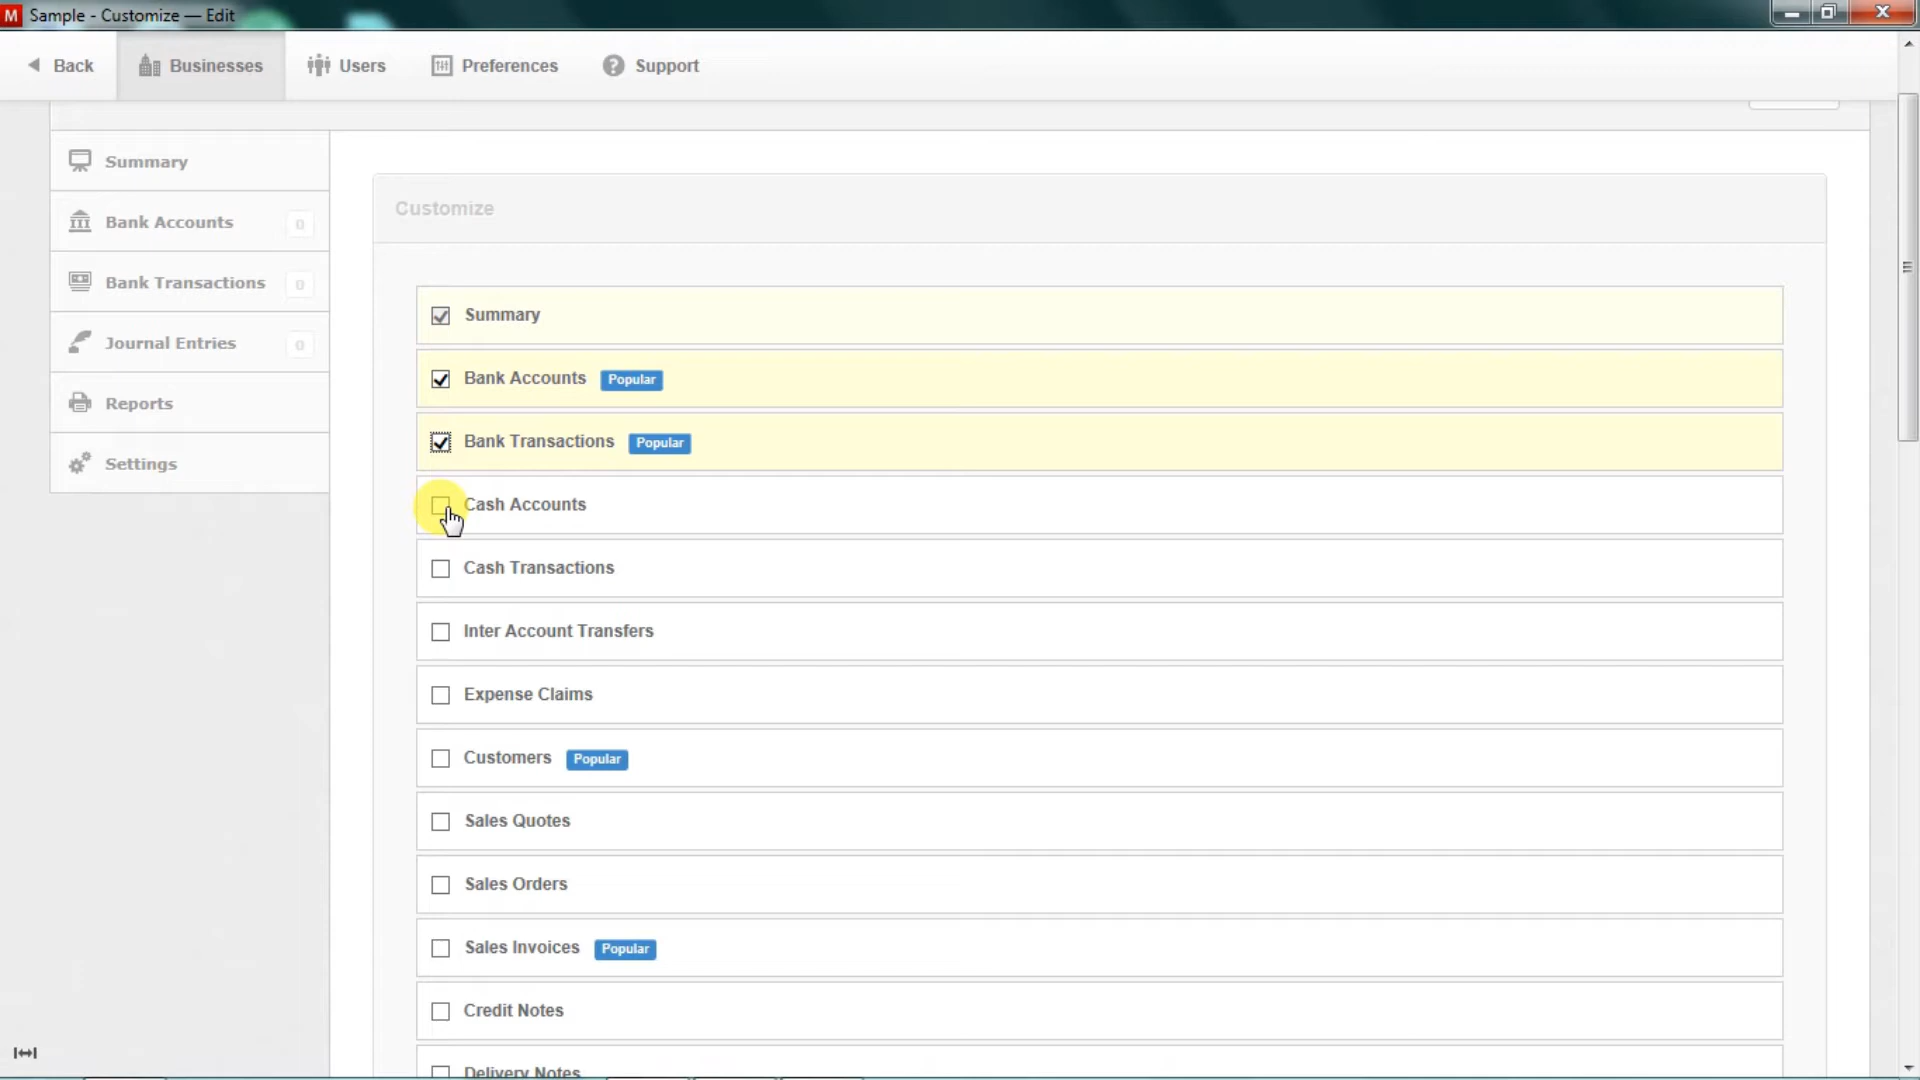 M Sample - Customize — Edit
Back Businesses Users Preferences Support
Summary
Bank Accounts 0
Bank Transactions 0
Journal Entries 0
Reports
Settings
Customize
Summary
Bank Accounts Popular
Bank Transactions Popular
Cash Accounts
Cash Transactions
Inter Account Transfers
Expense Claims
Customers Popular
Sales Quotes
Sales Orders
Sales Invoices Popular
Credit Notes
Delivery Notes